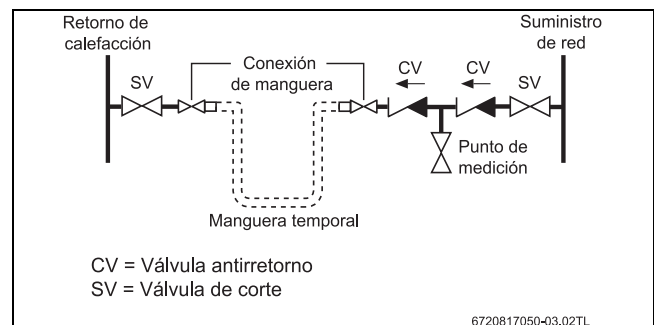 Retorno de
calefacción
Suministro
de red
SV
Conexión
de manguera
CV
CV
SV
Punto de
medición
Manguera temporal
CV = Válvula antirretorno
SV = Válvula de corte
6720817050-03.02TL